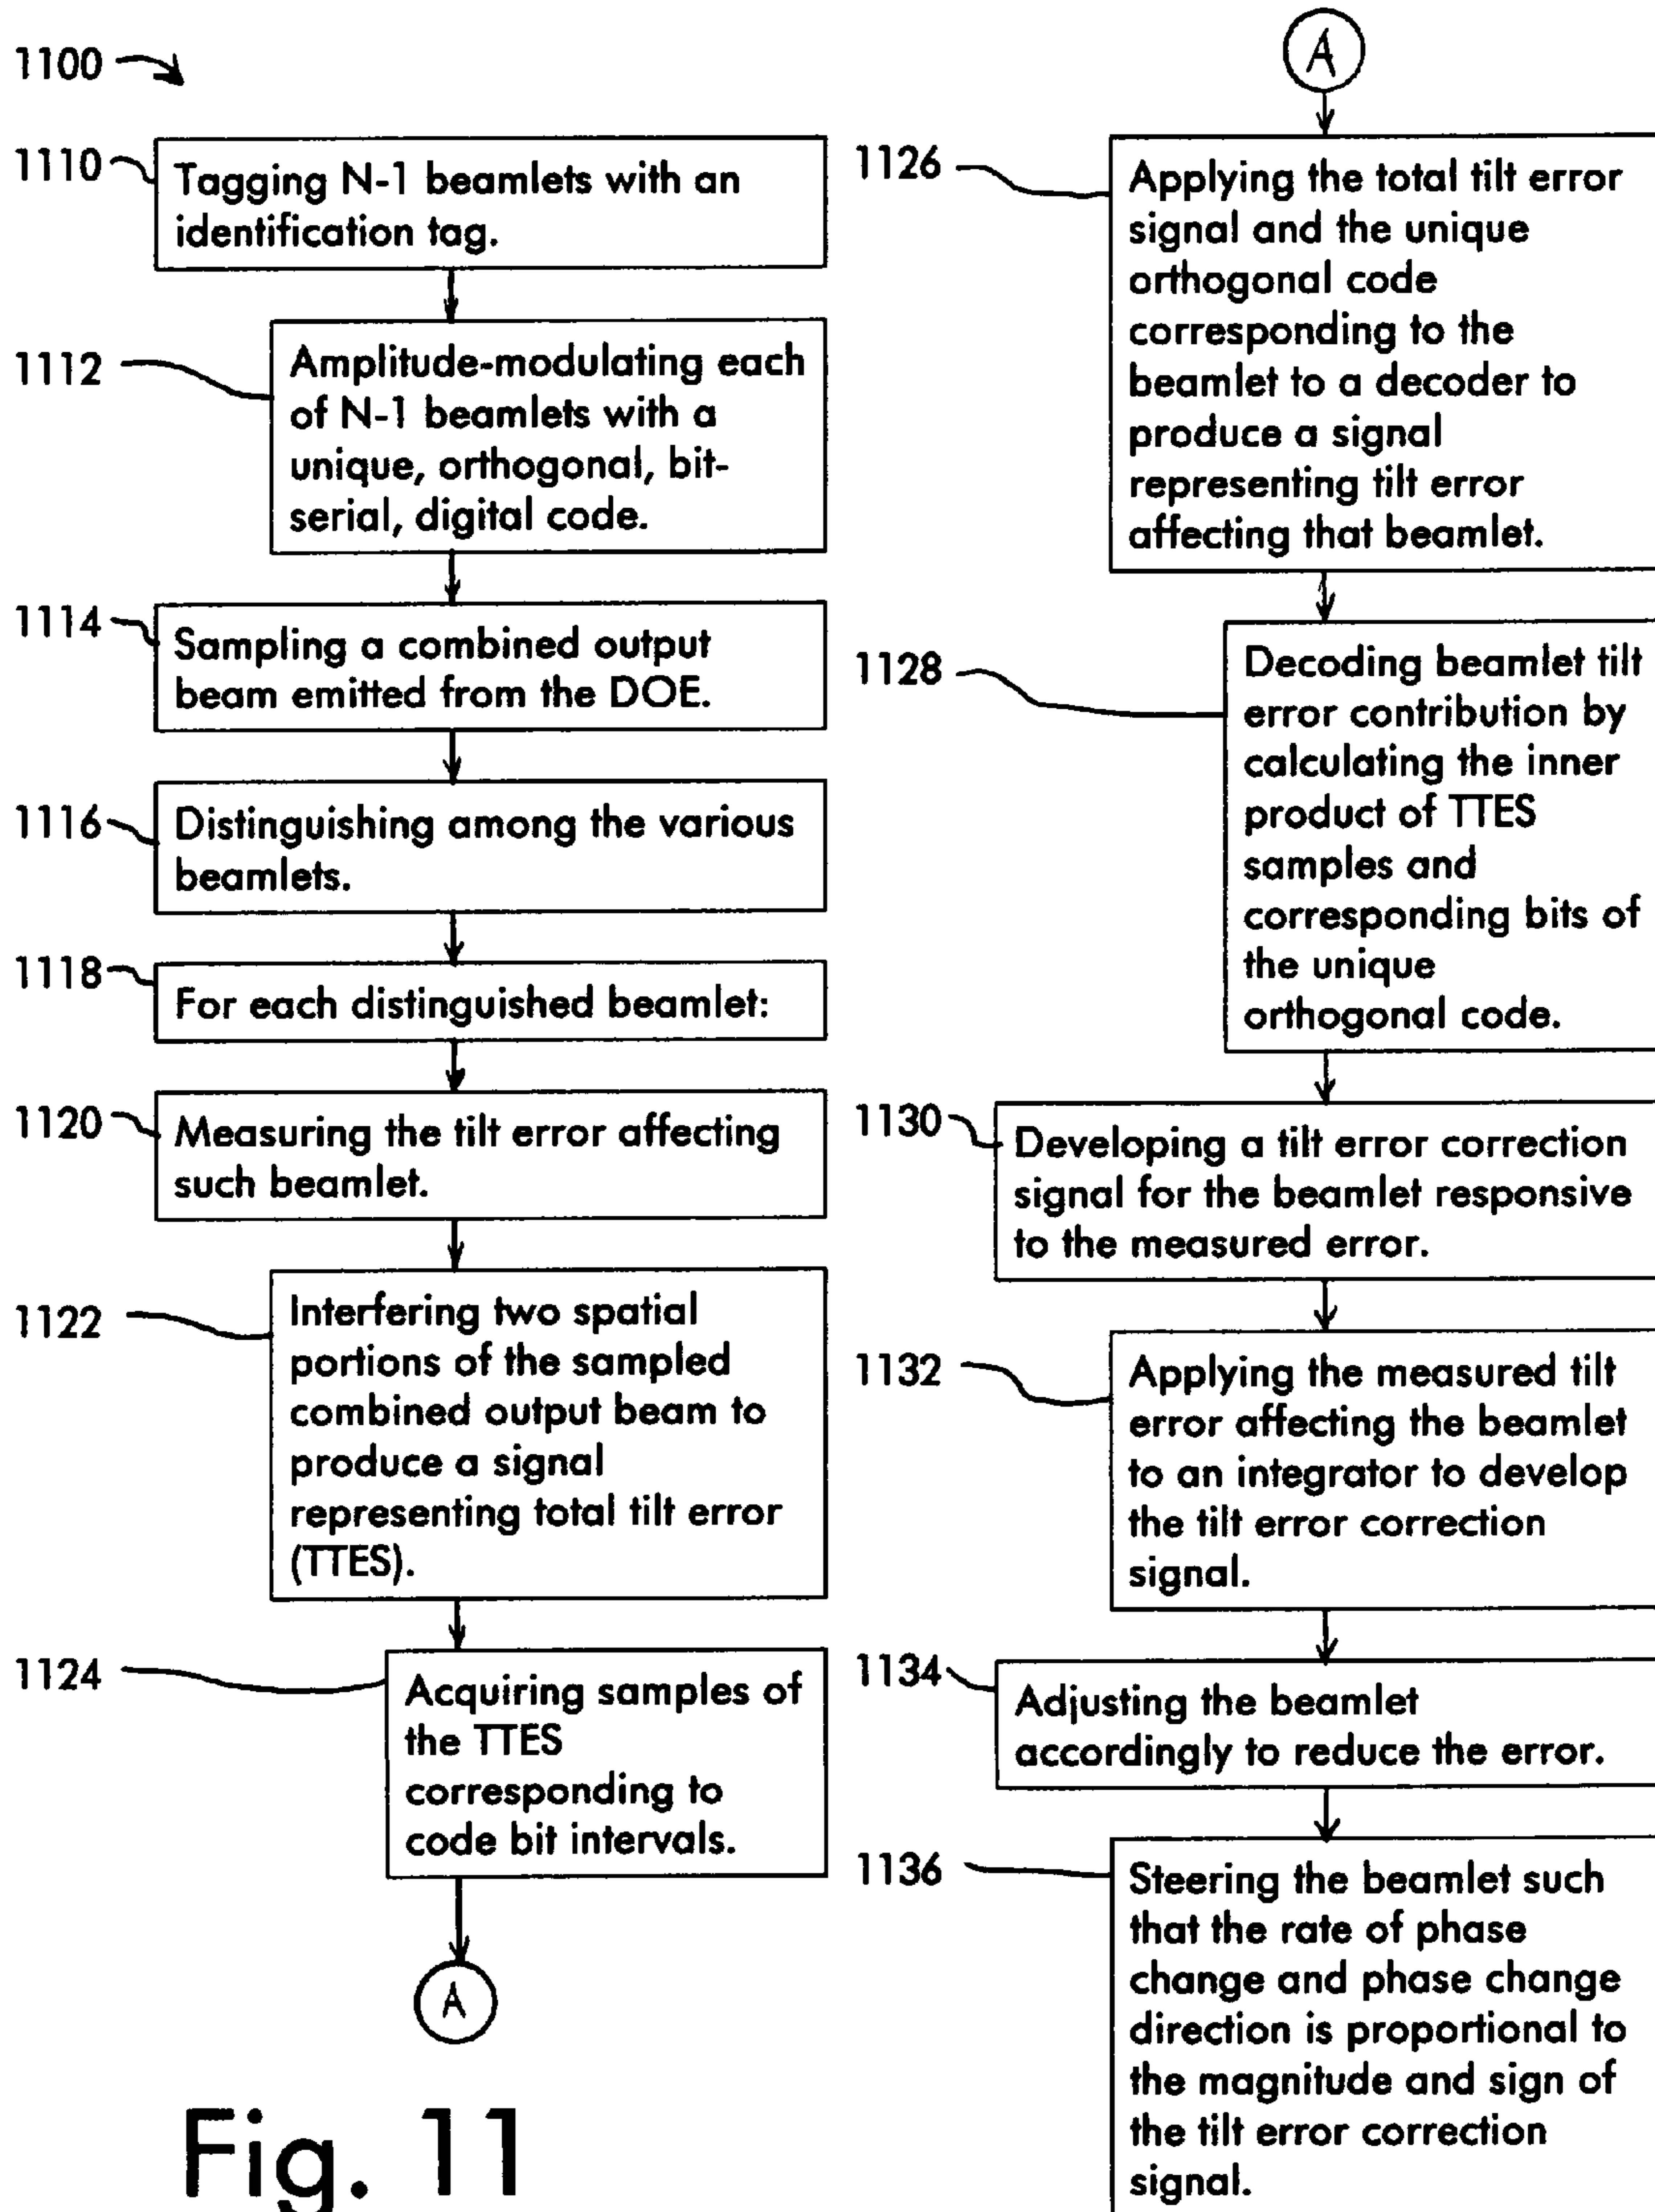 1100
1110
Tagging N-1 beamlets with an
identification tag.
1112
Amplitude-modulating each
of N-1 beamlets with a
unique, orthogonal, bit-
serial, digital code.
1114
Sampling a combined output
beam emitted from the DOE.
1116
Distinguishing among the various
beamlets.
1118
For each distinguished beamlet:
1120
Measuring the tilt error affecting
such beamlet.
1122
Interfering two spatial
portions of the sampled
combined output beam to
produce a signal
representing total tilt error
(TTES).
1124
Acquiring samples of
the TTES
corresponding to
code bit intervals.
A
A
1126
Applying the total tilt error
signal and the unique
orthogonal code
corresponding to the
beamlet to a decoder to
produce a signal
representing tilt error
affecting that beamlet.
1128
Decoding beamlet tilt
error contribution by
calculating the inner
product of TTES
samples and
corresponding bits of
the unique
orthogonal code.
1130
Developing a tilt error correction
signal for the beamlet responsive
to the measured error.
1132
Applying the measured tilt
error affecting the beamlet
to an integrator to develop
the tilt error correction
signal.
1134
Adjusting the beamlet
accordingly to reduce the error.
1136
Steering the beamlet such
that the rate of phase
change and phase change
direction is proportional to
the magnitude and sign of
the tilt error correction
signal.
Fig. 11